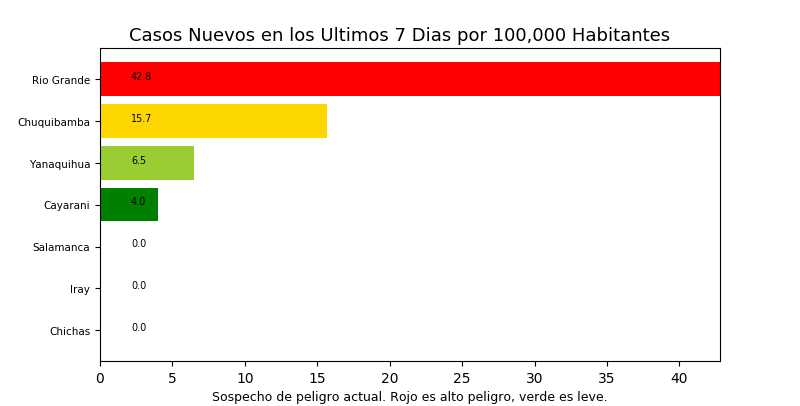 Casos Nuevos en los Ultimos 7 Dias por 100,000 Habitantes
Rio Grande 42.8
Chuquibamba 15.7
Yanaquihua 6.5
Cayarani 4.0
Salamanca 0.0
Iray 0.0
Chichas 0.0
0 5 10 15 20 25 30 35 40
Sospecho de peligro actual. Rojo es alto peligro, verde es leve.